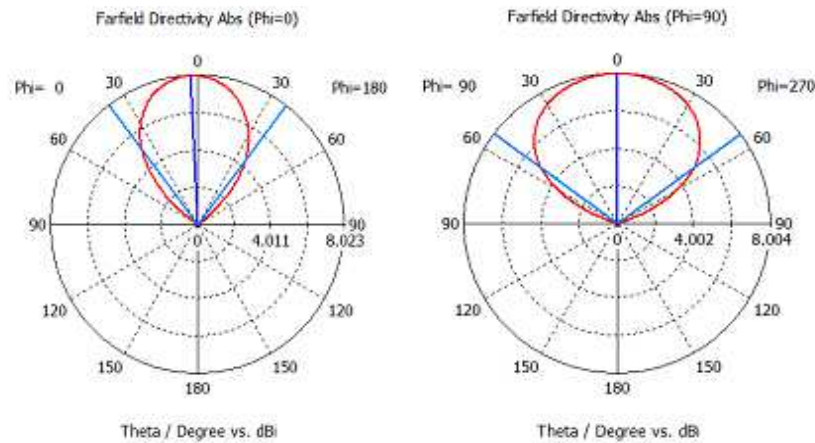 Farfield Directivity Abs (Phi=0)
0
30 30
Phi= 0 Phi=180
60 60
90 90
0 4.011 8.023
120 120
150 150
180
Theta / Degree vs. dBi
Farfield Directivity Abs (Phi=90)
0
30 30
Phi= 90 Phi=270
60 60
90 90
0 4.002 8.004
120 120
150 150
180
Theta / Degree vs. dBi